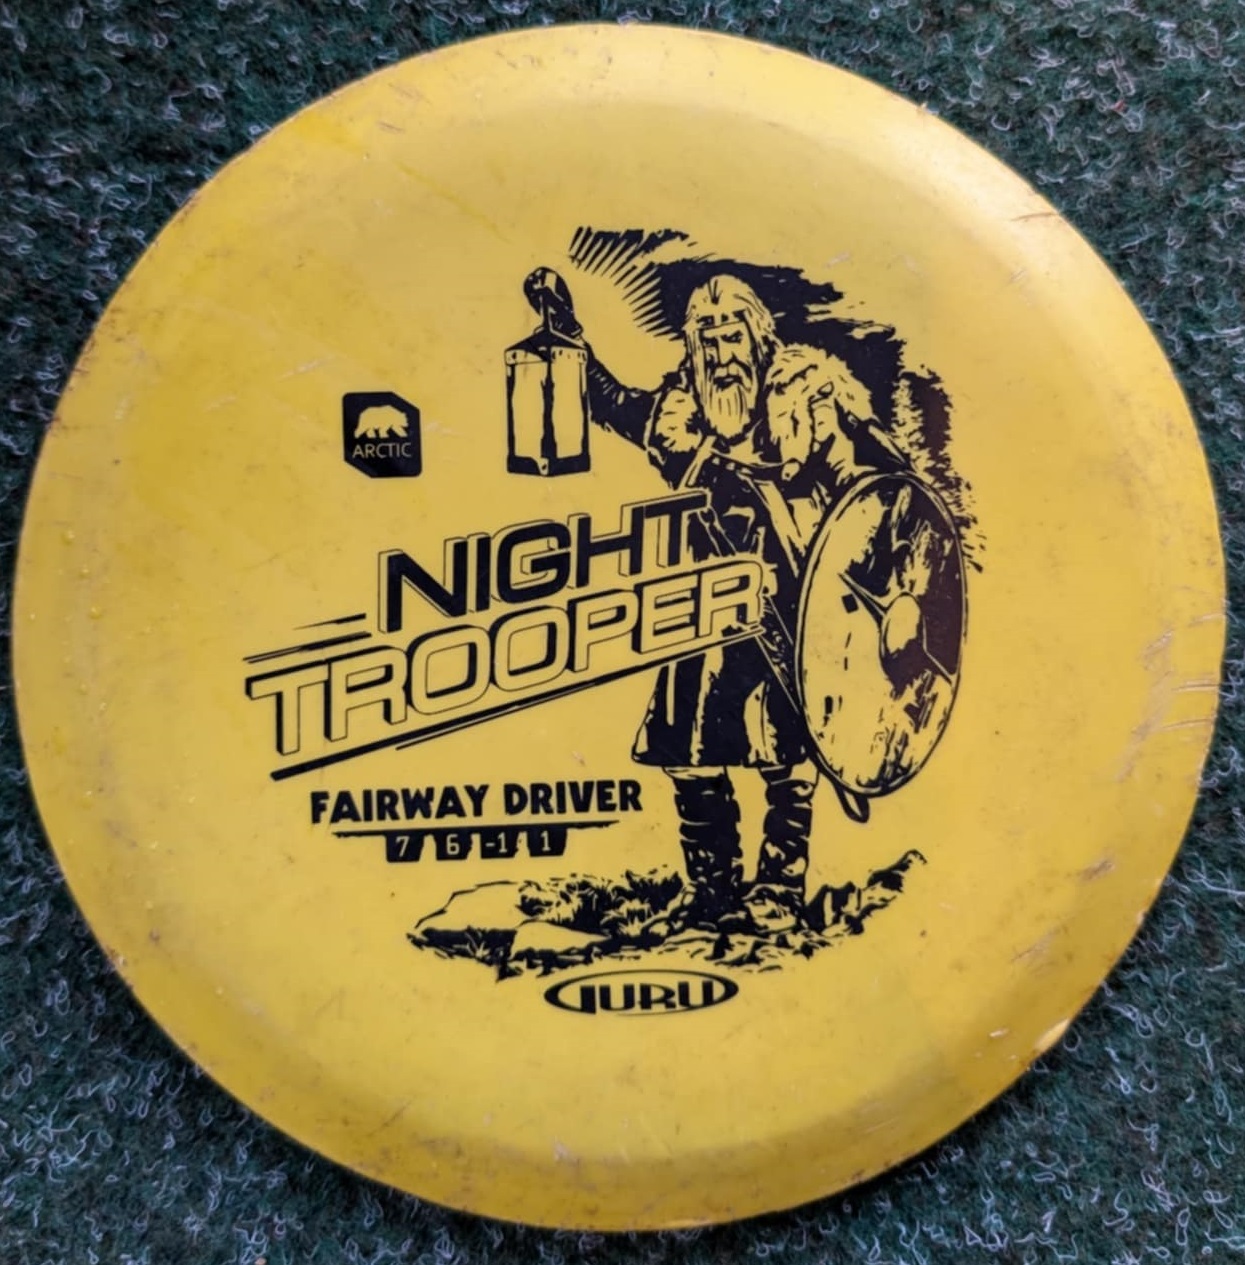 ARCTIC
NIGHT
TROOPER
FAIRWAY DRIVER
7 6 -1 1
GURU